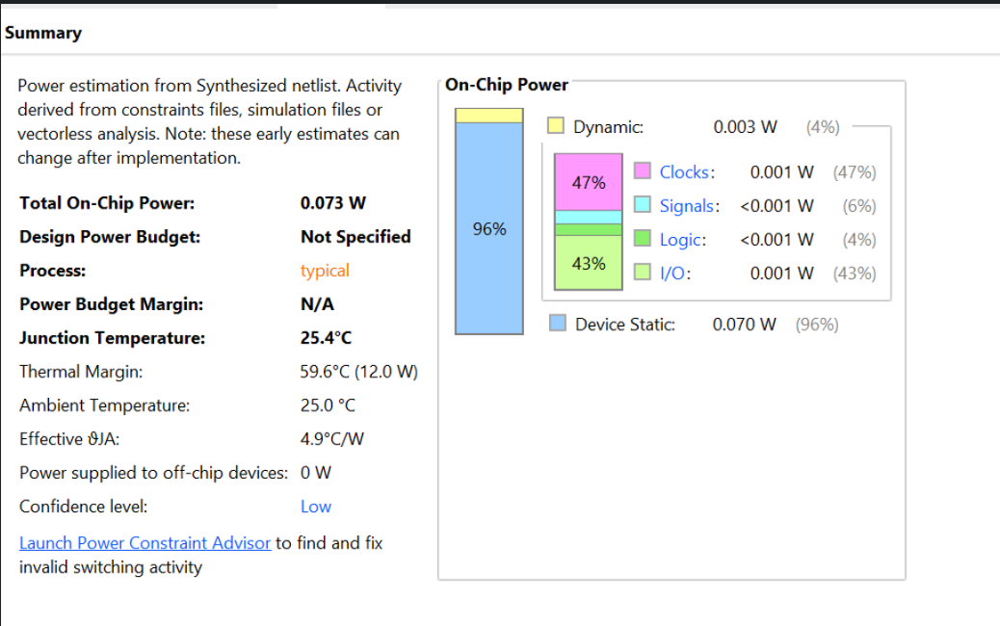 Summary
Power estimation from Synthesized netlist. Activity
derived from constraints files, simulation files or
vectorless analysis. Note: these early estimates can
change after implementation.
Total On-Chip Power: 0.073 W
Design Power Budget: Not Specified
Process: typical
Power Budget Margin: N/A
Junction Temperature: 25.4°C
Thermal Margin: 59.6°C (12.0 W)
Ambient Temperature: 25.0 °C
Effective ϑJA: 4.9°C/W
Power supplied to off-chip devices: 0 W
Confidence level: Low
Launch Power Constraint Advisor to find and fix
invalid switching activity
On-Chip Power
96%
Dynamic: 0.003 W (4%)
47%
43%
Clocks: 0.001 W (47%)
Signals: <0.001 W (6%)
Logic: <0.001 W (4%)
I/O: 0.001 W (43%)
Device Static: 0.070 W (96%)